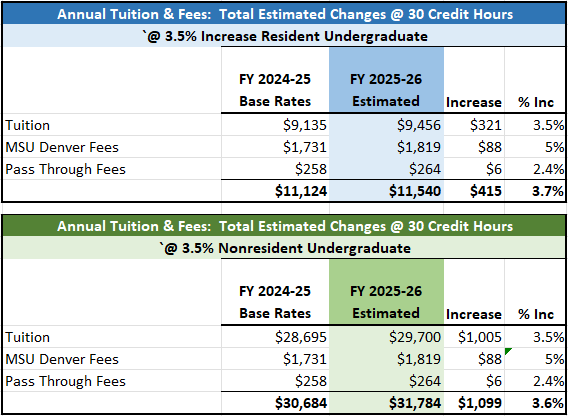 Annual Tuition & Fees:  Total Estimated Changes @ 30 Credit Hours
`@ 3.5% Increase Resident Undergraduate
FY 2024-25 FY 2025-26
Base Rates Estimated Increase % Inc
Tuition $9,135 $9,456 $321 3.5%
MSU Denver Fees $1,731 $1,819 $88 5%
Pass Through Fees $258 $264 $6 2.4%
$11,124 $11,540 $415 3.7%
Annual Tuition & Fees:  Total Estimated Changes @ 30 Credit Hours
`@ 3.5% Nonresident Undergraduate
FY 2024-25 FY 2025-26
Base Rates Estimated Increase % Inc
Tuition $28,695 $29,700 $1,005 3.5%
MSU Denver Fees $1,731 $1,819 $88 5%
Pass Through Fees $258 $264 $6 2.4%
$30,684 $31,784 $1,099 3.6%